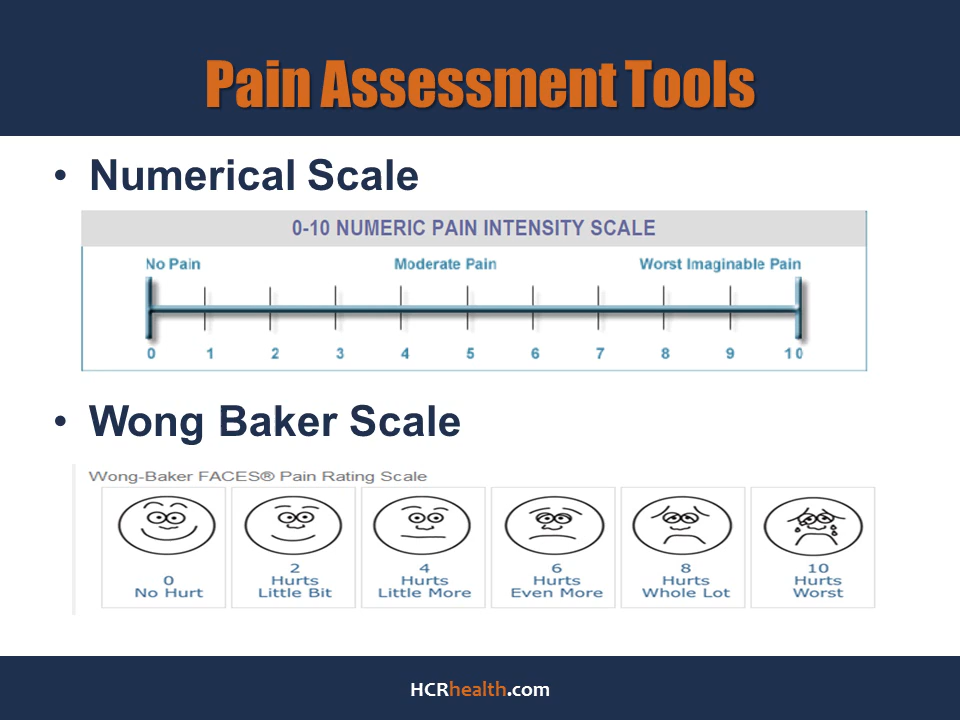 Pain Assessment Tools
• Numerical Scale
0-10 NUMERIC PAIN INTENSITY SCALE
No Pain Moderate Pain Worst Imaginable Pain
0 1 2 3 4 5 6 7 8 9 10
• Wong Baker Scale
Wong-Baker FACES® Pain Rating Scale
0 2 4 6 8 10
No Hurt Hurts Hurts Hurts Hurts Hurts
Little Bit Little More Even More Whole Lot Worst
HCRhealth.com